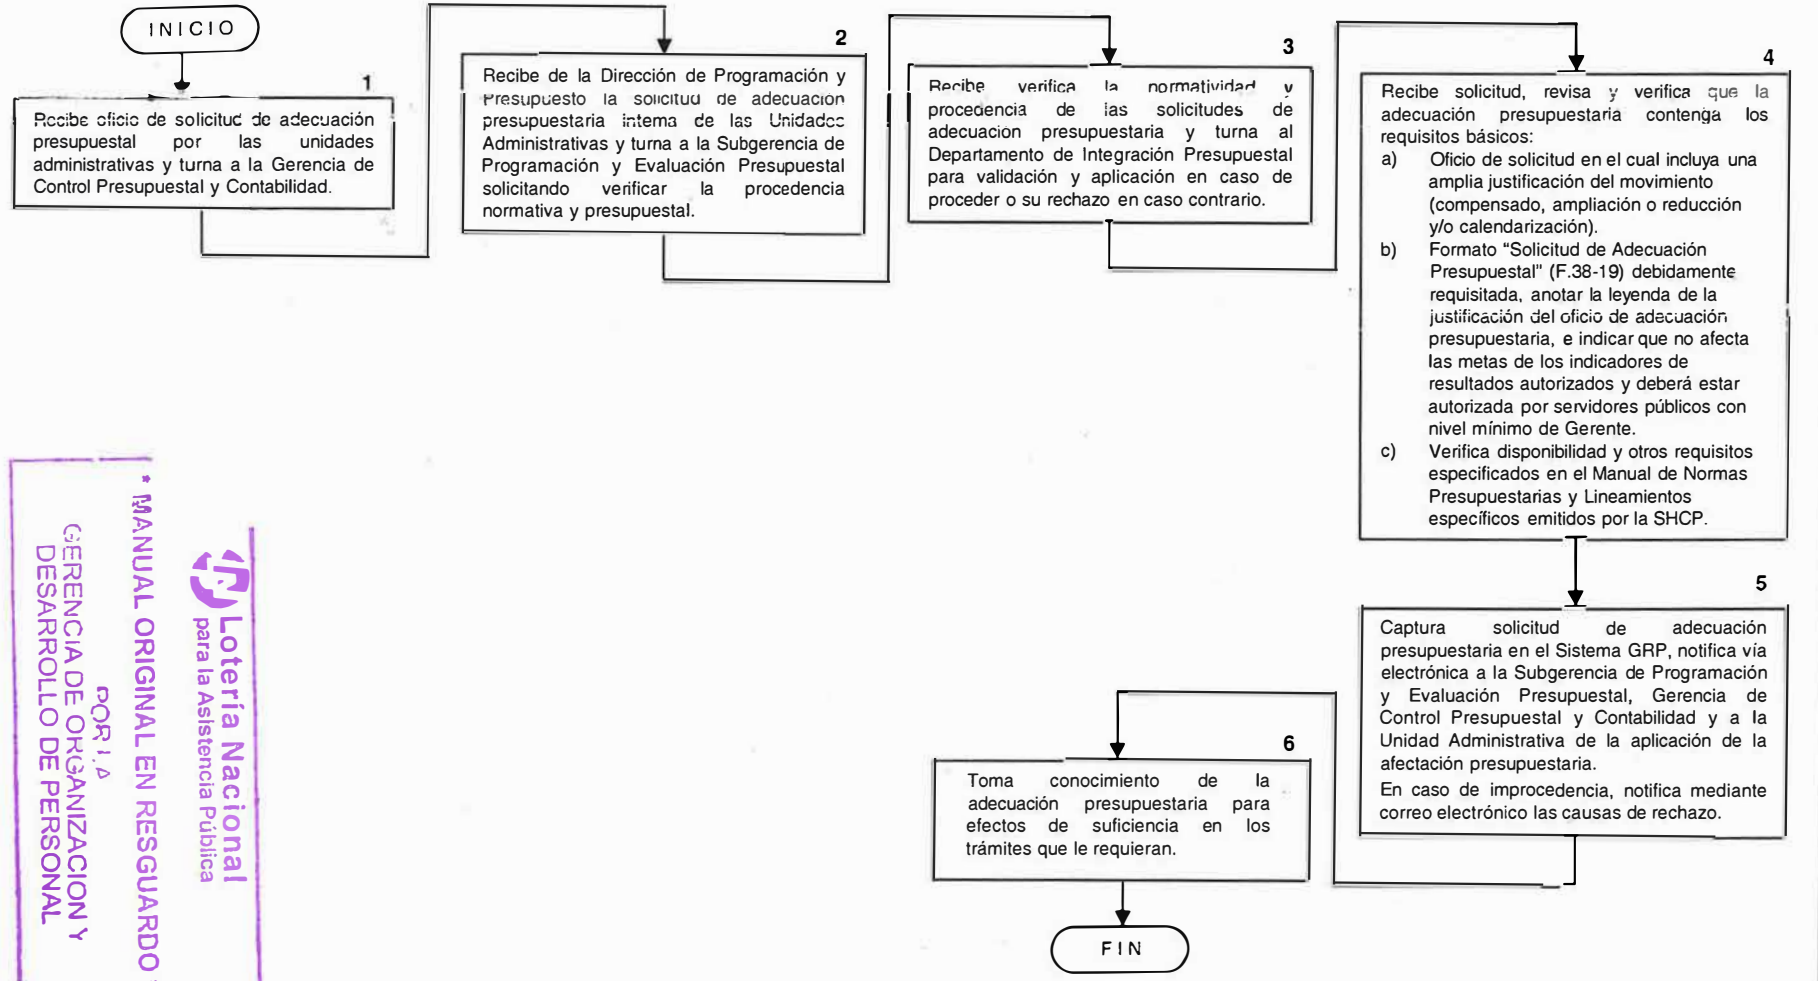 INICIO
1
Recibe oficio de solicitud de adecuación
presupuestal por las unidades
administrativas y turna a la Gerencia de
Control Presupuestal y Contabilidad.
2
Recibe de la Dirección de Programación y
Presupuesto la solicitud de adecuación
presupuestaria interna de las Unidades
Administrativas y turna a la Subgerencia de
Programación y Evaluación Presupuestal
solicitando verificar la procedencia
normativa y presupuestal.
3
Recibe verifica la normatividad y
procedencia de las solicitudes de
adecuación presupuestaria y turna al
Departamento de Integración Presupuestal
para validación y aplicación en caso de
proceder o su rechazo en caso contrario.
4
Recibe solicitud, revisa y verifica que la
adecuación presupuestaria contenga los
requisitos básicos:
a) Oficio de solicitud en el cual incluya una
amplia justificación del movimiento
(compensado, ampliación o reducción
y/o calendarización).
b) Formato “Solicitud de Adecuación
Presupuestal" (F.38-19) debidamente
requisitada, anotar la leyenda de la
justificación del oficio de adecuación
presupuestaria, e indicar que no afecta
las metas de los indicadores de
resultados autorizados y deberá estar
autorizada por servidores públicos con
nivel mínimo de Gerente.
c) Verifica disponibilidad y otros requisitos
especificados en el Manual de Normas
Presupuestarias y Lineamientos
específicos emitidos por la SHCP.
5
Captura solicitud de adecuación
presupuestaria en el Sistema GRP, notifica vía
electrónica a la Subgerencia de Programación
y Evaluación Presupuestal, Gerencia de
Control Presupuestal y Contabilidad y a la
Unidad Administrativa de la aplicación de la
afectación presupuestaria.
En caso de improcedencia, notifica mediante
correo electrónico las causas de rechazo.
6
Toma conocimiento de la
adecuación presupuestaria para
efectos de suficiencia en los
trámites que le requieran.
FIN
Lotería Nacional
para la Asistencia Pública
* MANUAL ORIGINAL EN RESGUARDO
POR LA
GERENCIA DE ORGANIZACION Y
DESARROLLO DE PERSONAL